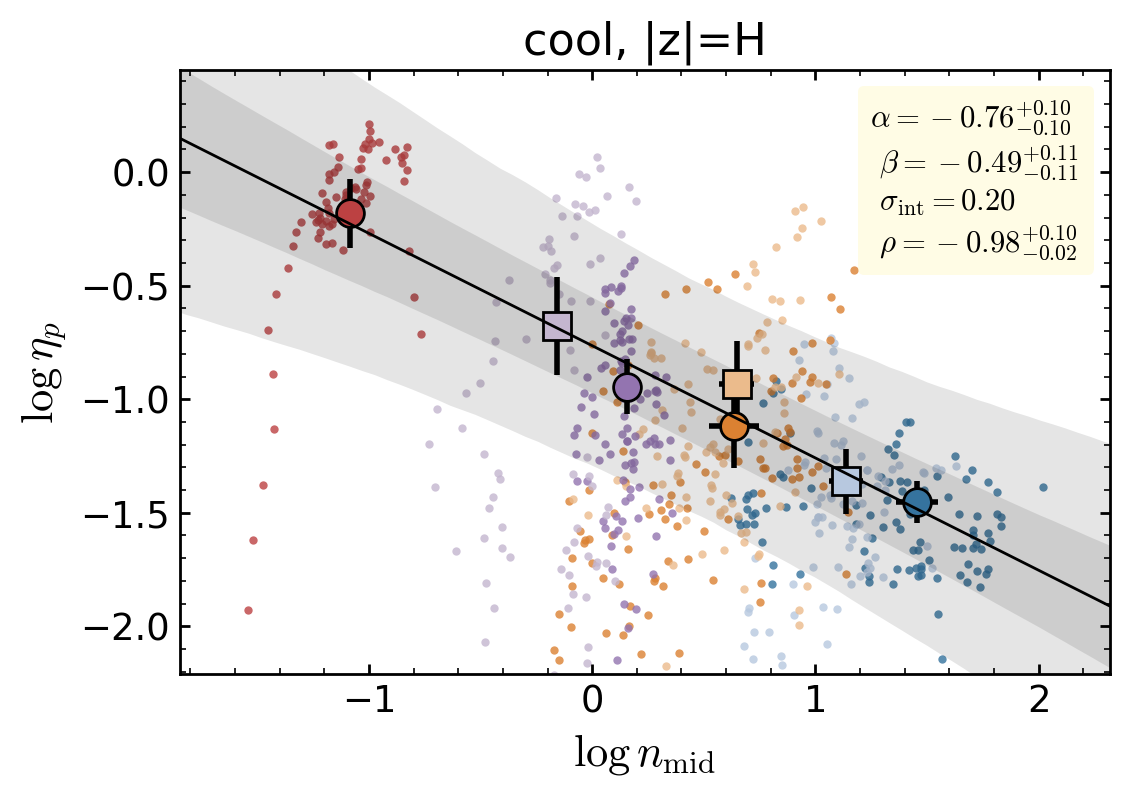 cool, |z|=H
α = −0.76 +0.10 −0.10
β = −0.49 +0.11 −0.11
σint = 0.20
ρ = −0.98 +0.10 −0.02
log ηp
0.0
−0.5
−1.0
−1.5
−2.0
−1 0 1 2
log nmid